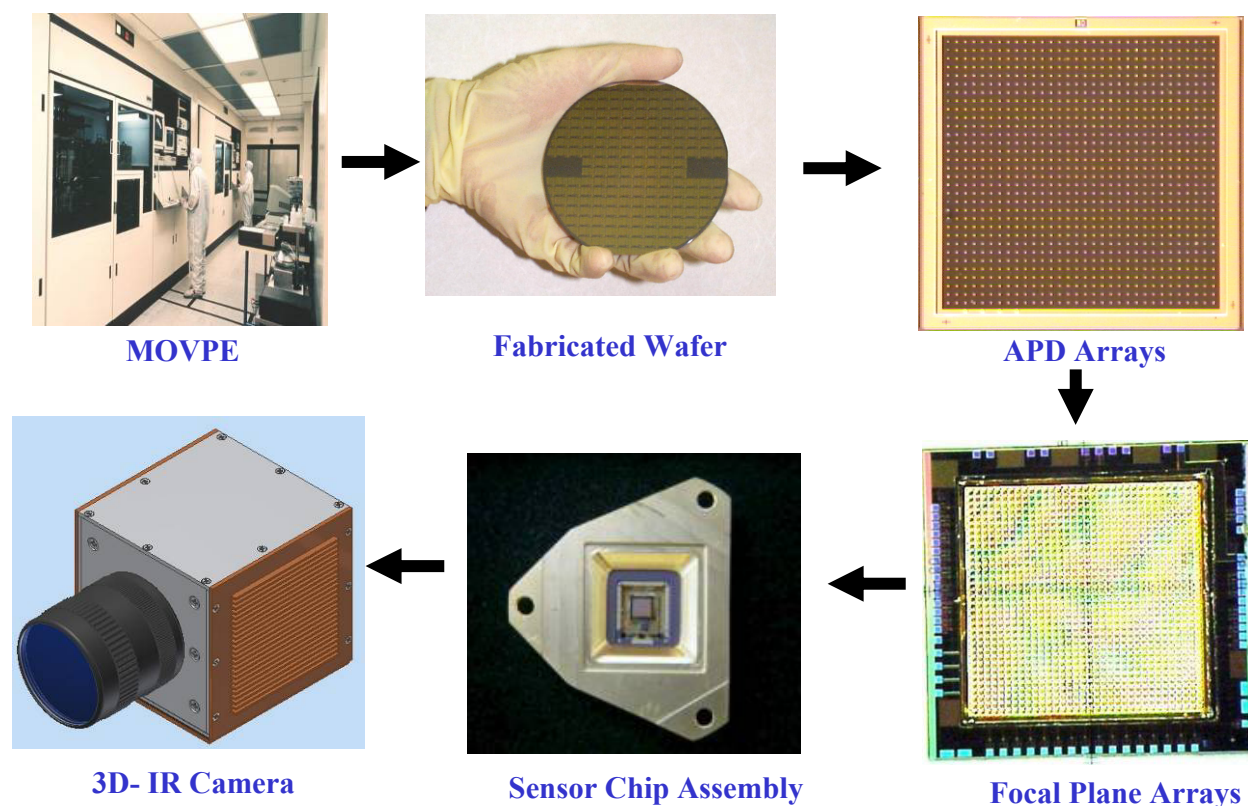 MOVPE
Fabricated Wafer
APD Arrays
3D- IR Camera
Sensor Chip Assembly
Focal Plane Arrays